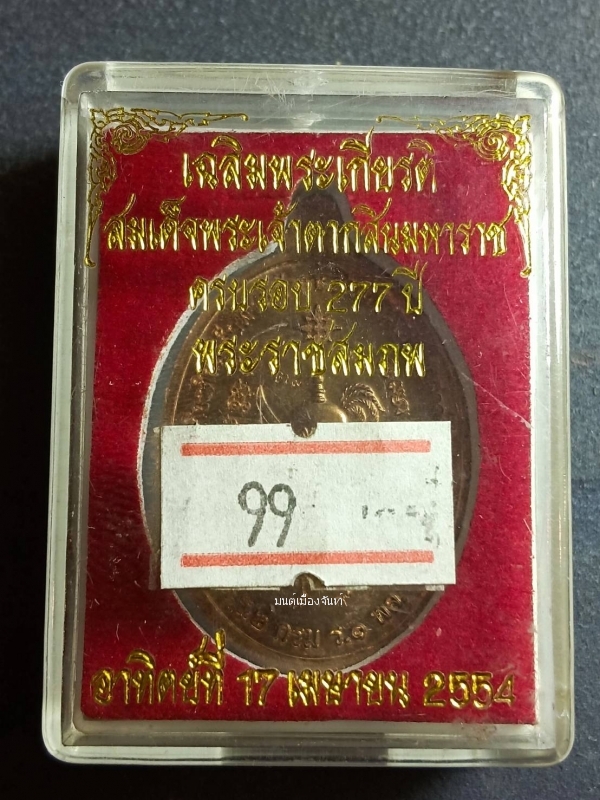 เฉลิมพระเกียรติ
สมเด็จพระเจ้าตากสินมหาราช
ครบรอบ 277 ปี
พระราชสมภพ
99
มนต์เมืองจันท์
อาทิตย์ที่ 17 เมษายน 2554